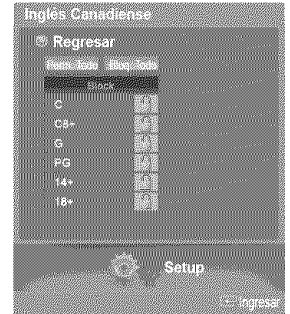 Inglés Canadiense
Regresar
Perm. Todo Bloq. Todo
Block
C
C8+
G
PG
14+
18+
Setup
Ingresar